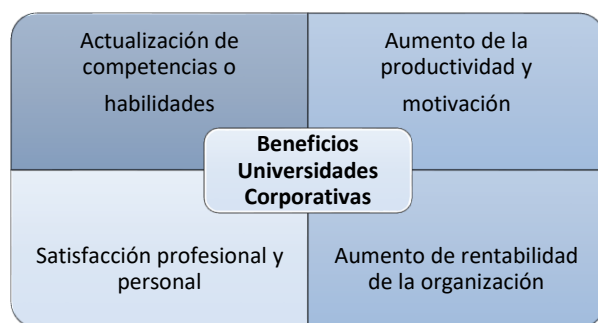 Actualización de
competencias o
habilidades
Aumento de la
productividad y
motivación
Beneficios
Universidades
Corporativas
Satisfacción profesional y
personal
Aumento de rentabilidad
de la organización